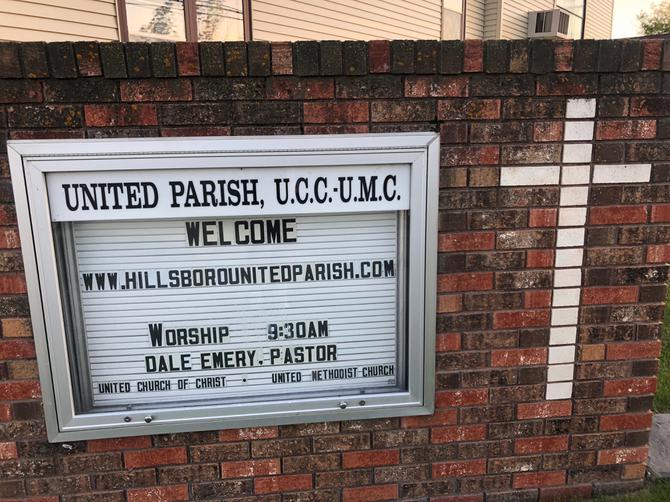 UNITED PARISH, U.C.C.-U.M.C.
WELCOME
WWW.HILLSBOROUNITEDPARISH.COM
WORSHIP 9:30AM
DALE EMERY, PASTOR
UNITED CHURCH OF CHRIST · UNITED METHODIST CHURCH